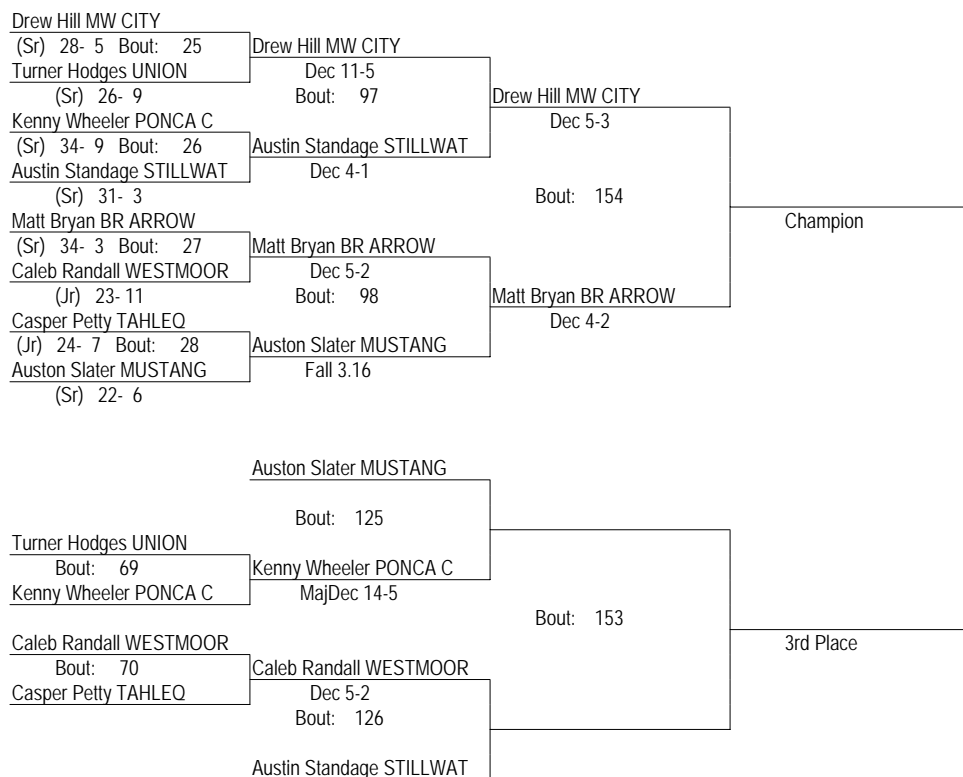 Drew Hill MW CITY
(Sr) 28- 5 Bout: 25
Drew Hill MW CITY
Turner Hodges UNION
Dec 11-5
(Sr) 26- 9
Bout: 97
Drew Hill MW CITY
Kenny Wheeler PONCA C
Dec 5-3
(Sr) 34- 9 Bout: 26
Austin Standage STILLWAT
Austin Standage STILLWAT
Dec 4-1
(Sr) 31- 3
Bout: 154
Matt Bryan BR ARROW
Champion
(Sr) 34- 3 Bout: 27
Matt Bryan BR ARROW
Caleb Randall WESTMOOR
Dec 5-2
(Jr) 23- 11
Bout: 98
Matt Bryan BR ARROW
Casper Petty TAHLEQ
Dec 4-2
(Jr) 24- 7 Bout: 28
Auston Slater MUSTANG
Auston Slater MUSTANG
Fall 3.16
(Sr) 22- 6
Auston Slater MUSTANG
Bout: 125
Turner Hodges UNION
Bout: 69
Kenny Wheeler PONCA C
Kenny Wheeler PONCA C
MajDec 14-5
Bout: 153
Caleb Randall WESTMOOR
3rd Place
Bout: 70
Caleb Randall WESTMOOR
Casper Petty TAHLEQ
Dec 5-2
Bout: 126
Austin Standage STILLWAT